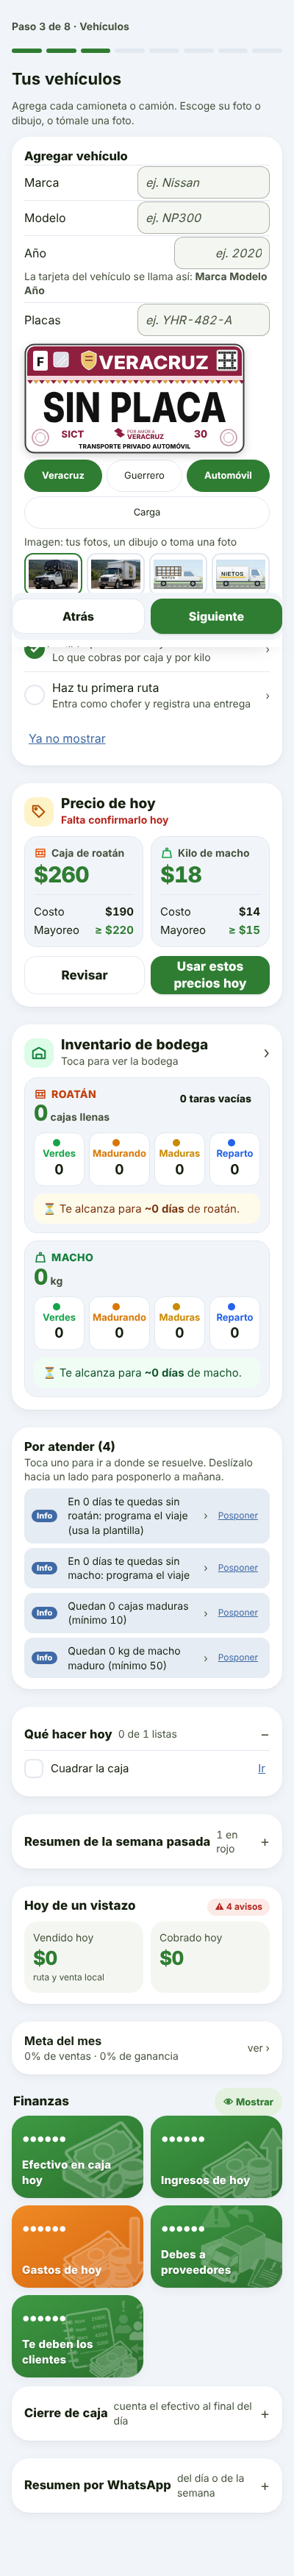 Paso 3 de 8 · Vehículos
Tus vehículos
Agrega cada camioneta o camión. Escoge su foto o
dibujo, o tómale una foto.
Agregar vehículo
Marca
ej. Nissan
Modelo
ej. NP300
Año
ej. 2020
La tarjeta del vehículo se llama así: Marca Modelo
Año
Placas
ej. YHR-482-A
F
VERACRUZ
SIN PLACA
SICT
POR AMOR A
VERACRUZ
30
TRANSPORTE PRIVADO AUTOMÓVIL
Veracruz
Guerrero
Automóvil
Carga
Imagen: tus fotos, un dibujo o toma una foto
NIETOS
Atrás
Siguiente
Lo que cobras por caja y por kilo
›
Haz tu primera ruta
Entra como chofer y registra una entrega
›
Ya no mostrar
Precio de hoy
Falta confirmarlo hoy
Caja de roatán
$260
Costo $190
Mayoreo ≥ $220
Kilo de macho
$18
Costo $14
Mayoreo ≥ $15
Revisar
Usar estos
precios hoy
Inventario de bodega
Toca para ver la bodega
›
ROATÁN
0 cajas llenas
0 taras vacías
Verdes
0
Madurando
0
Maduras
0
Reparto
0
⏳ Te alcanza para ~0 días de roatán.
MACHO
0 kg
Verdes
0
Madurando
0
Maduras
0
Reparto
0
⏳ Te alcanza para ~0 días de macho.
Por atender (4)
Toca uno para ir a donde se resuelve. Deslízalo
hacia un lado para posponerlo a mañana.
Info
En 0 días te quedas sin
roatán: programa el viaje
(usa la plantilla)
› Posponer
Info
En 0 días te quedas sin
macho: programa el viaje
› Posponer
Info
Quedan 0 cajas maduras
(mínimo 10)
› Posponer
Info
Quedan 0 kg de macho
maduro (mínimo 50)
› Posponer
Qué hacer hoy 0 de 1 listas −
Cuadrar la caja Ir
Resumen de la semana pasada 1 en
rojo
+
Hoy de un vistazo
⚠ 4 avisos
Vendido hoy
$0
ruta y venta local
Cobrado hoy
$0
Meta del mes
0% de ventas · 0% de ganancia
ver ›
Finanzas
Mostrar
••••••
Efectivo en caja
hoy
••••••
Ingresos de hoy
••••••
Gastos de hoy
••••••
Debes a
proveedores
••••••
Te deben los
clientes
Cierre de caja cuenta el efectivo al final del
día
+
Resumen por WhatsApp del día o de la
semana
+